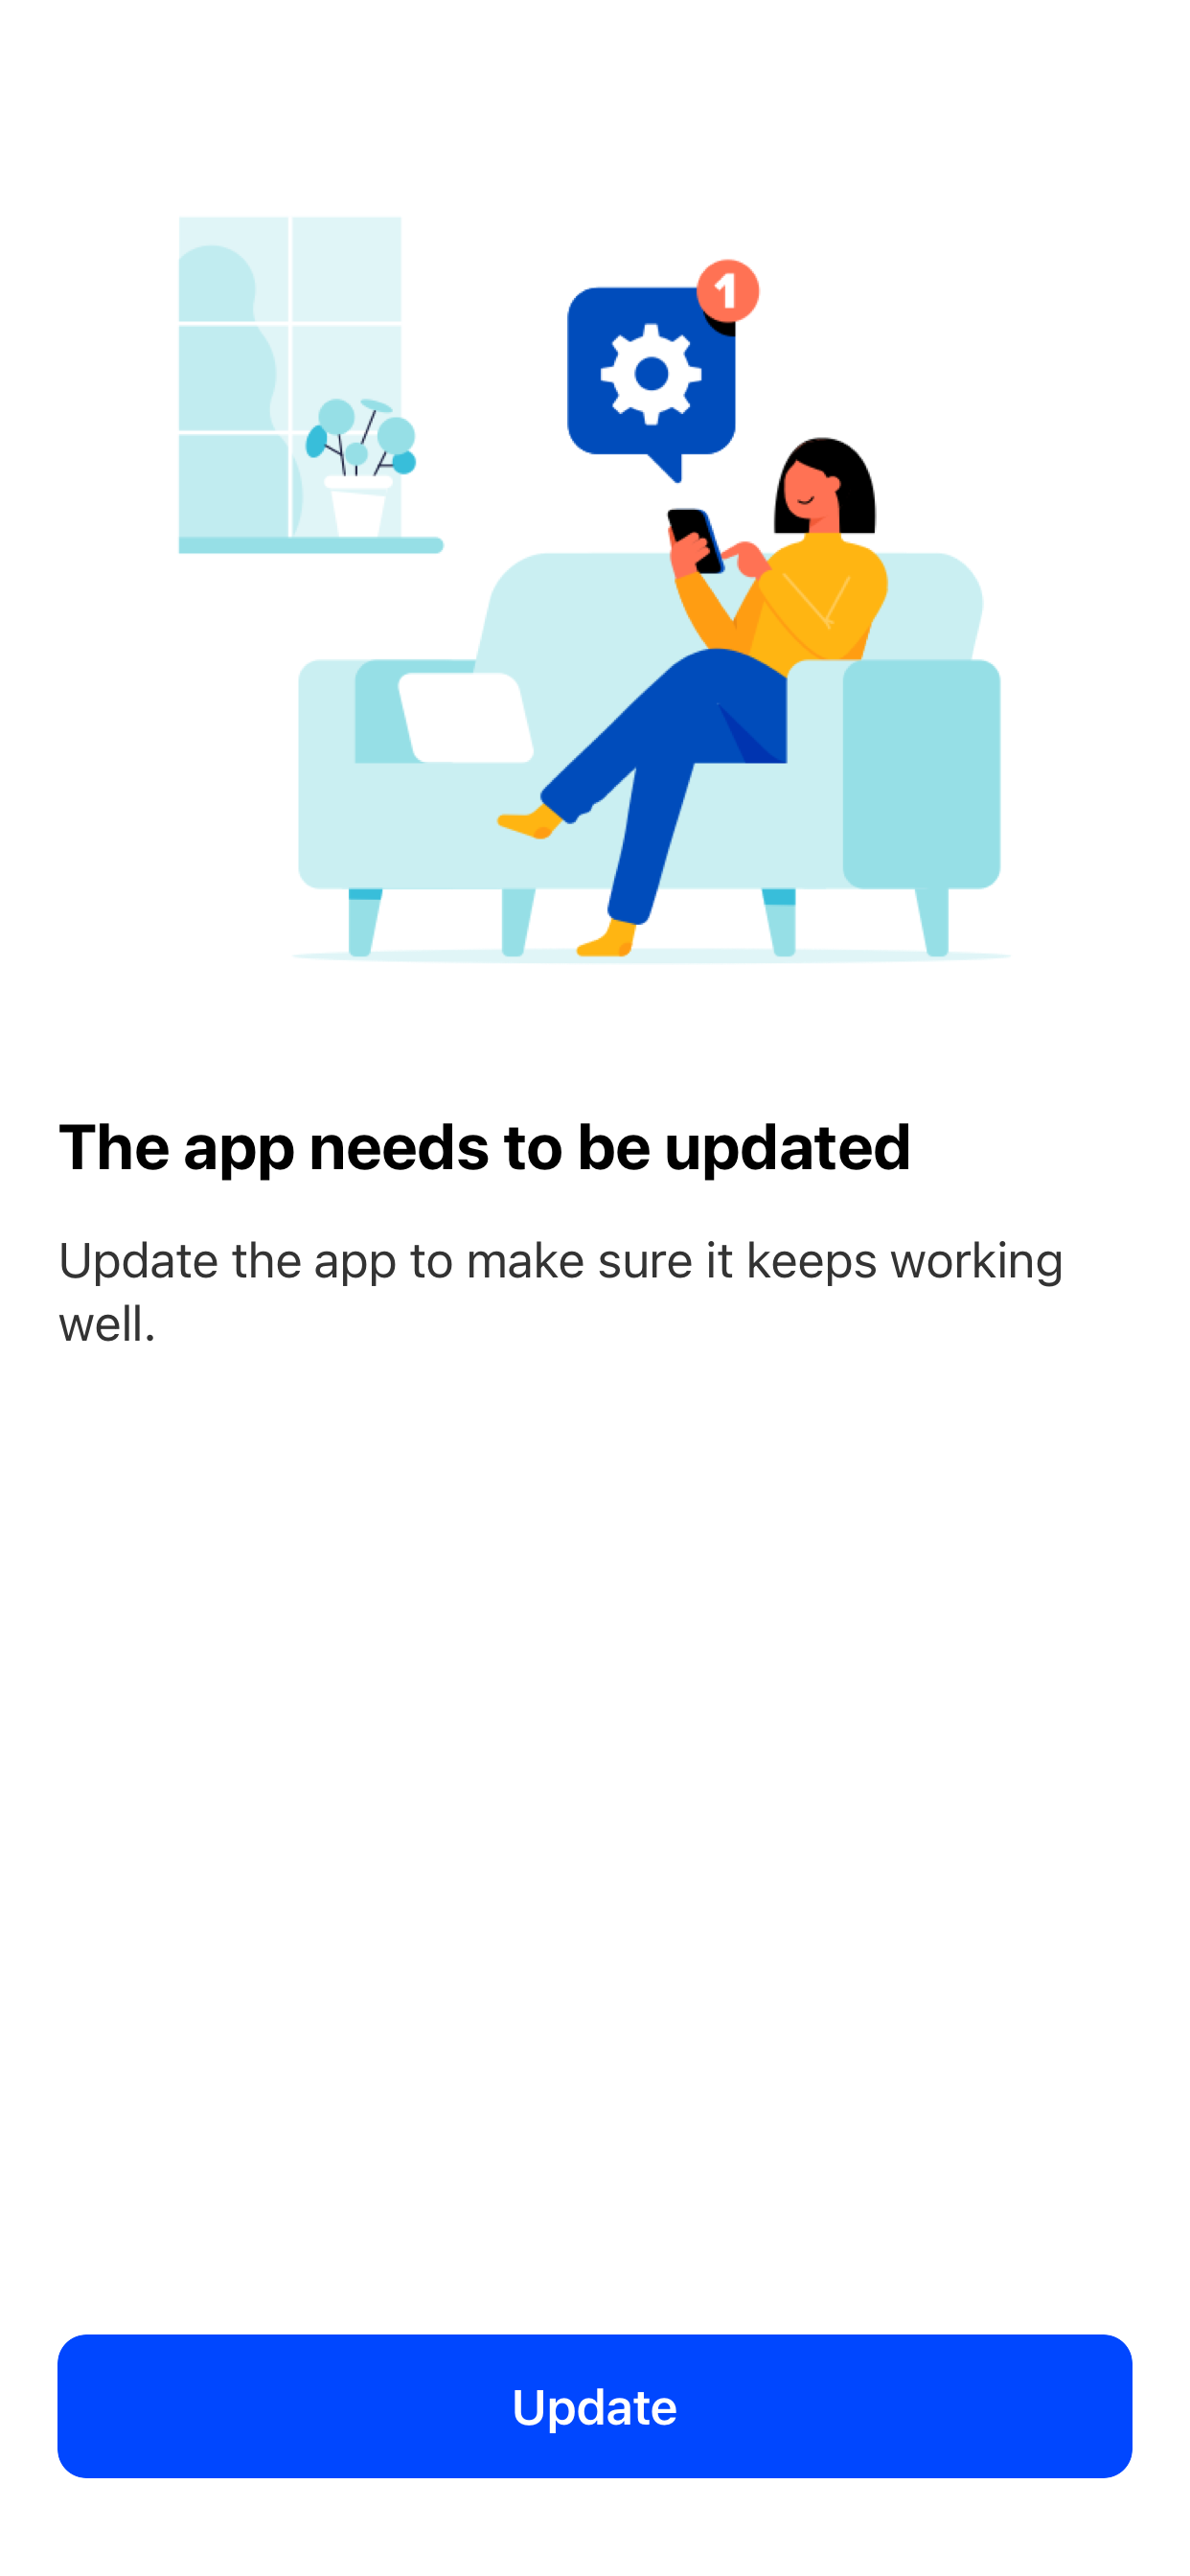 1
The app needs to be updated
Update the app to make sure it keeps working
well.
Update